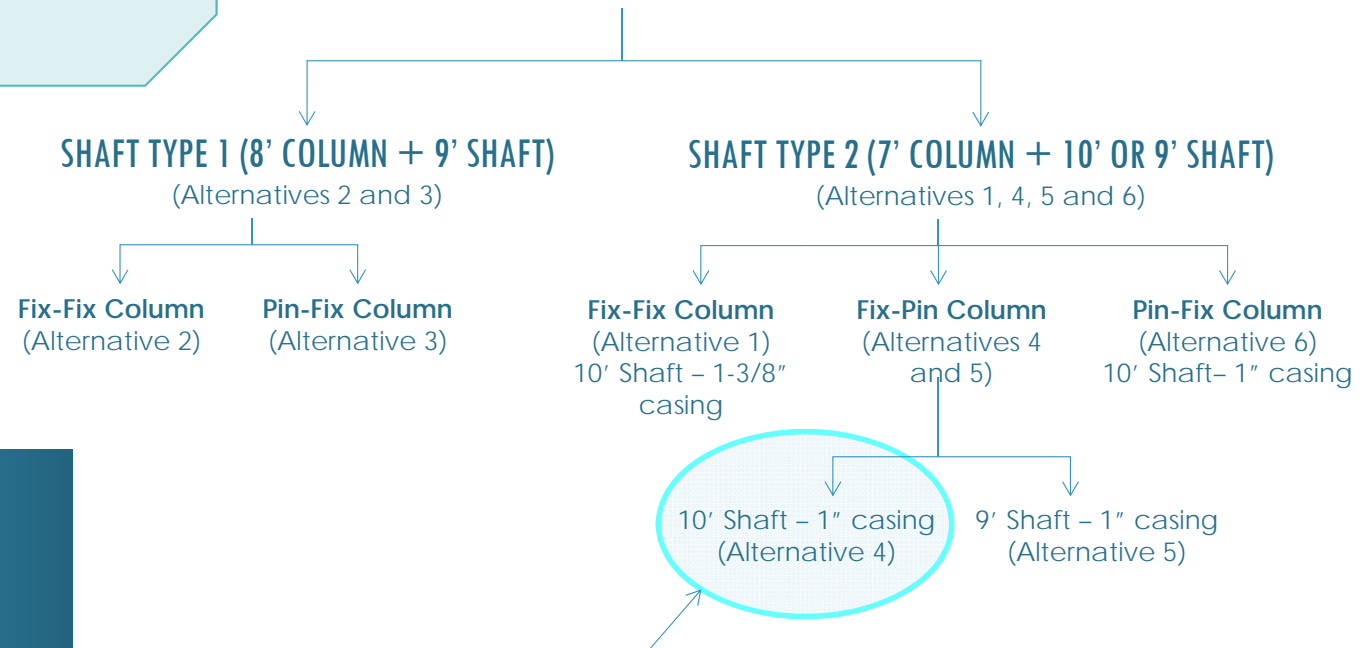 SHAFT TYPE 1 (8’ COLUMN + 9’ SHAFT)
(Alternatives 2 and 3)
SHAFT TYPE 2 (7’ COLUMN + 10’ OR 9’ SHAFT)
(Alternatives 1, 4, 5 and 6)
Fix-Fix Column
(Alternative 2)
Pin-Fix Column
(Alternative 3)
Fix-Fix Column
(Alternative 1)
10’ Shaft – 1-3/8”
casing
Fix-Pin Column
(Alternatives 4
and 5)
Pin-Fix Column
(Alternative 6)
10’ Shaft– 1” casing
10’ Shaft – 1” casing
(Alternative 4)
9’ Shaft – 1” casing
(Alternative 5)